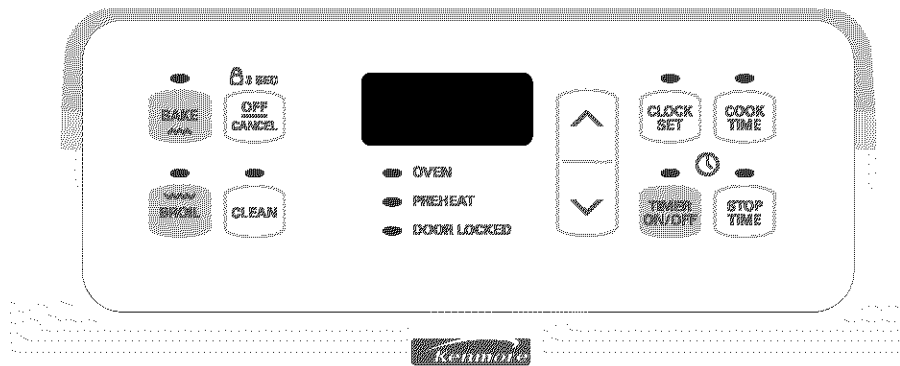 3 SEC
BAKE
OFF
CANCEL
CLOCK
SET
COOK
TIME
OVEN
PREHEAT
DOOR LOCKED
BROIL
CLEAN
TIMER
ON/OFF
STOP
TIME
Kenmore